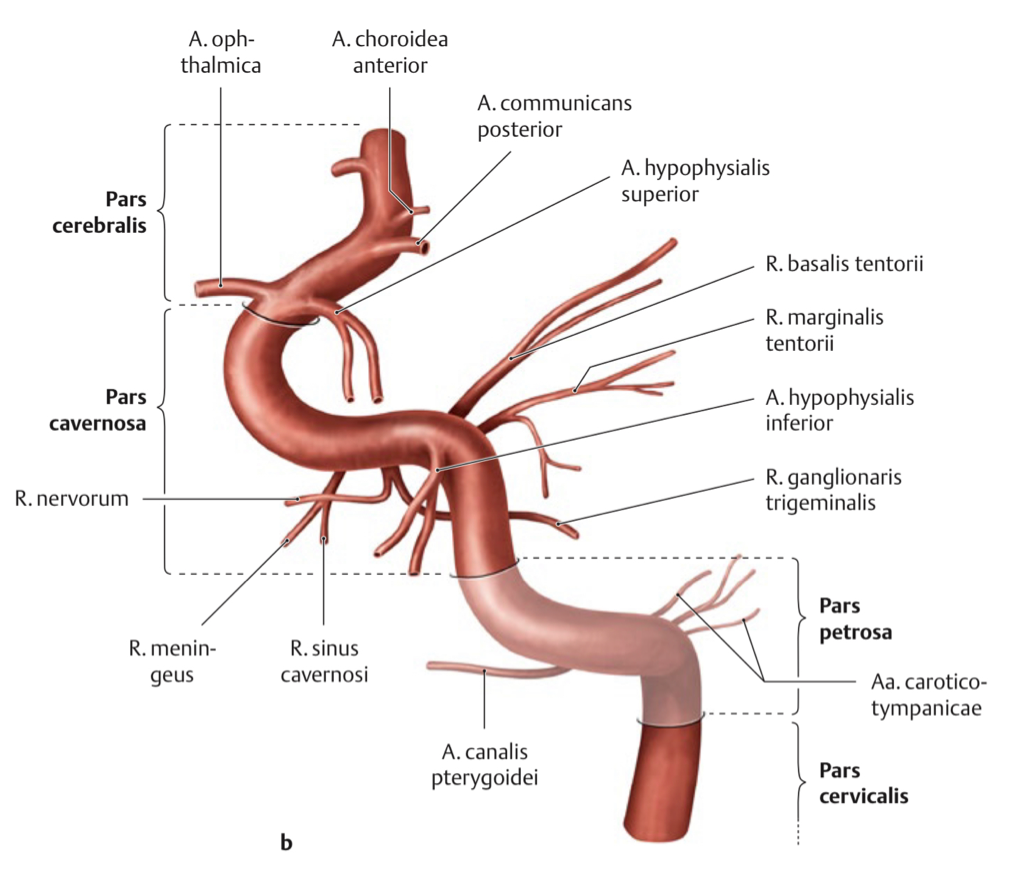 A. oph-
thalmica
A. choroidea
anterior
A. communicans
posterior
A. hypophysialis
superior
Pars
cerebralis
R. basalis tentorii
R. marginalis
tentorii
Pars
cavernosa
A. hypophysialis
inferior
R. nervorum
R. ganglionaris
trigeminalis
Pars
petrosa
R. menin-
geus
R. sinus
cavernosi
Aa. carotico-
tympanicae
A. canalis
pterygoidei
Pars
cervicalis
b